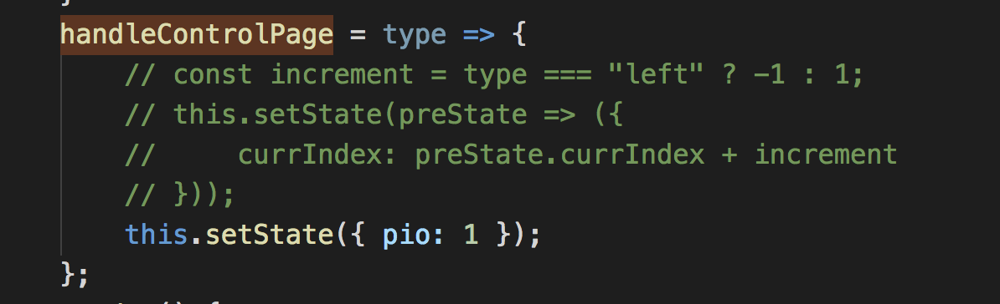 handleControlPage = type => {
// const increment = type === "left" ? -1 : 1;
// this.setState(preState => ({
//     currIndex: preState.currIndex + increment
// }));
this.setState({ pio: 1 });
};